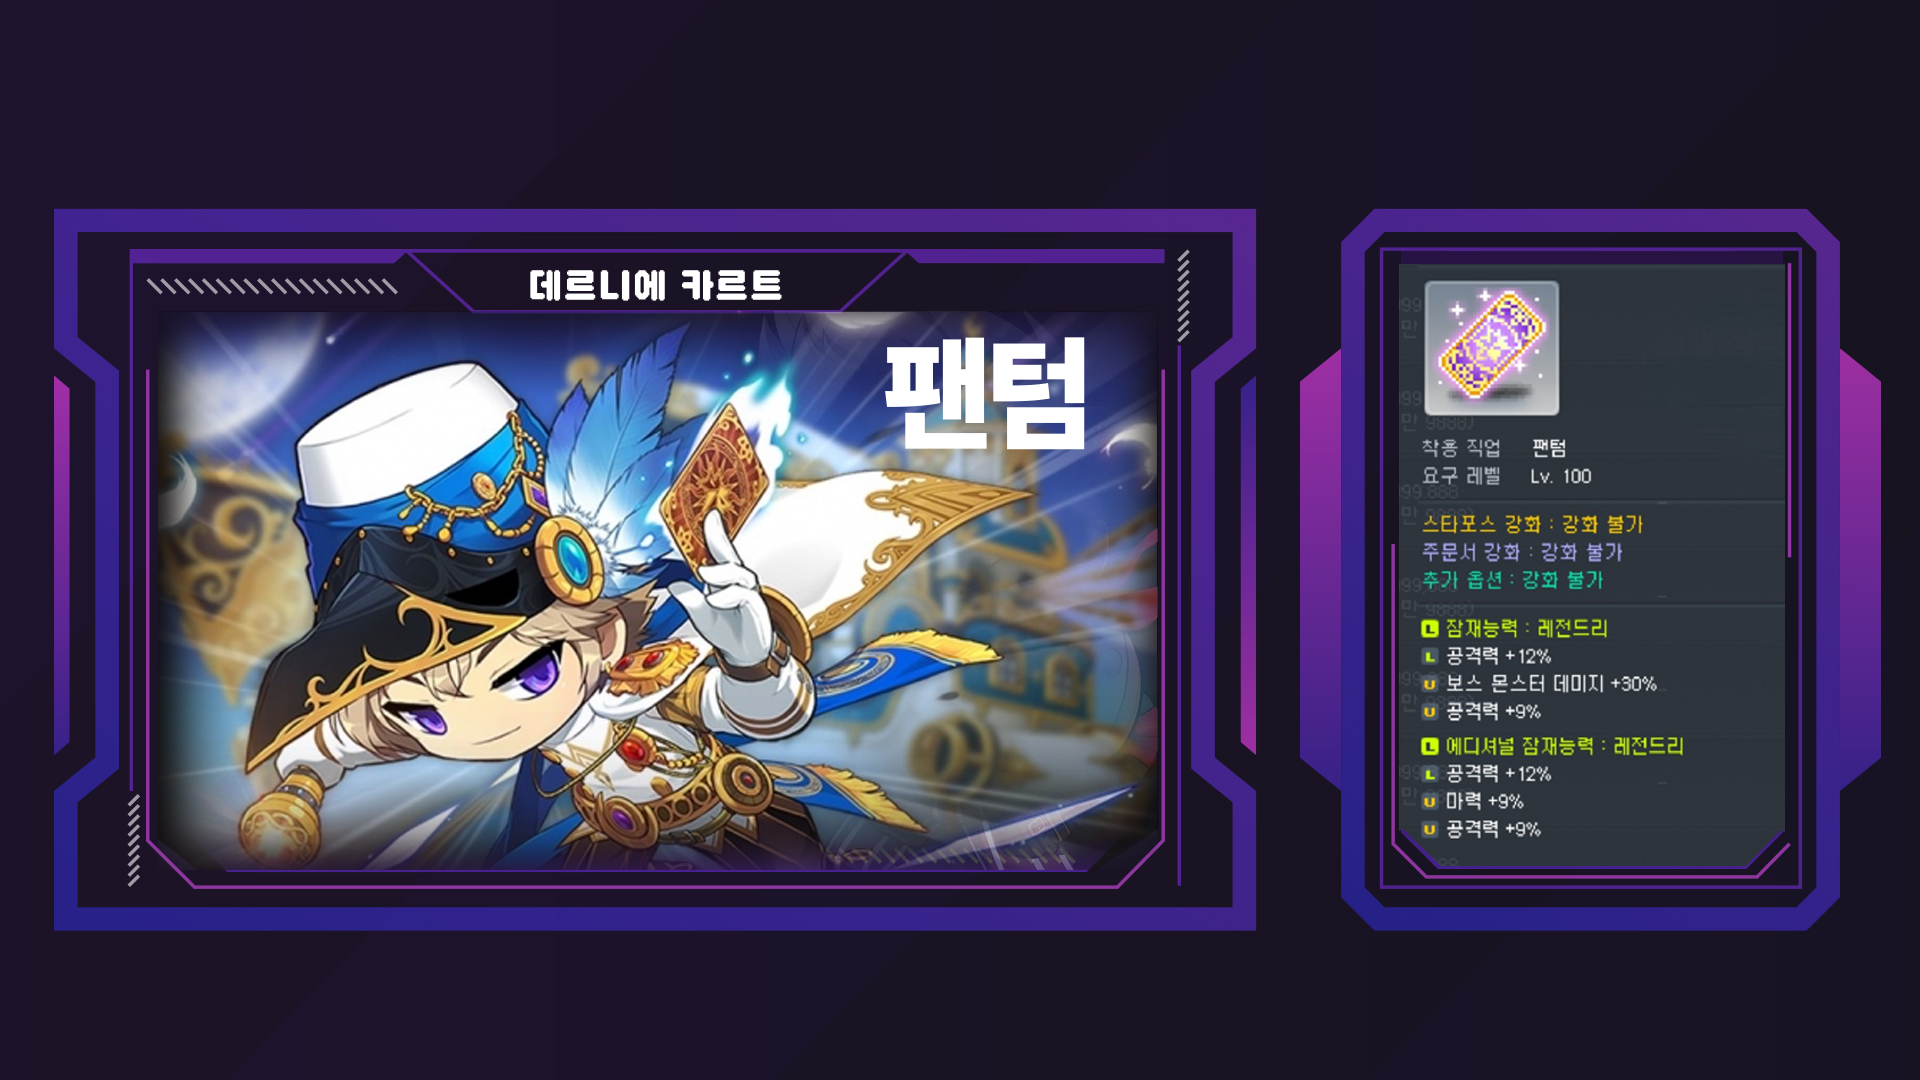 데르니에 카르트
팬텀
착용 직업 팬텀
요구 레벨 Lv. 100
스타포스 강화 : 강화 불가
주문서 강화 : 강화 불가
추가 옵션 : 강화 불가
L 잠재능력 : 레전드리
L 공격력 +12%
U 보스 몬스터 데미지 +30%
U 공격력 +9%
L 에디셔널 잠재능력 : 레전드리
L 공격력 +12%
U 마력 +9%
U 공격력 +9%